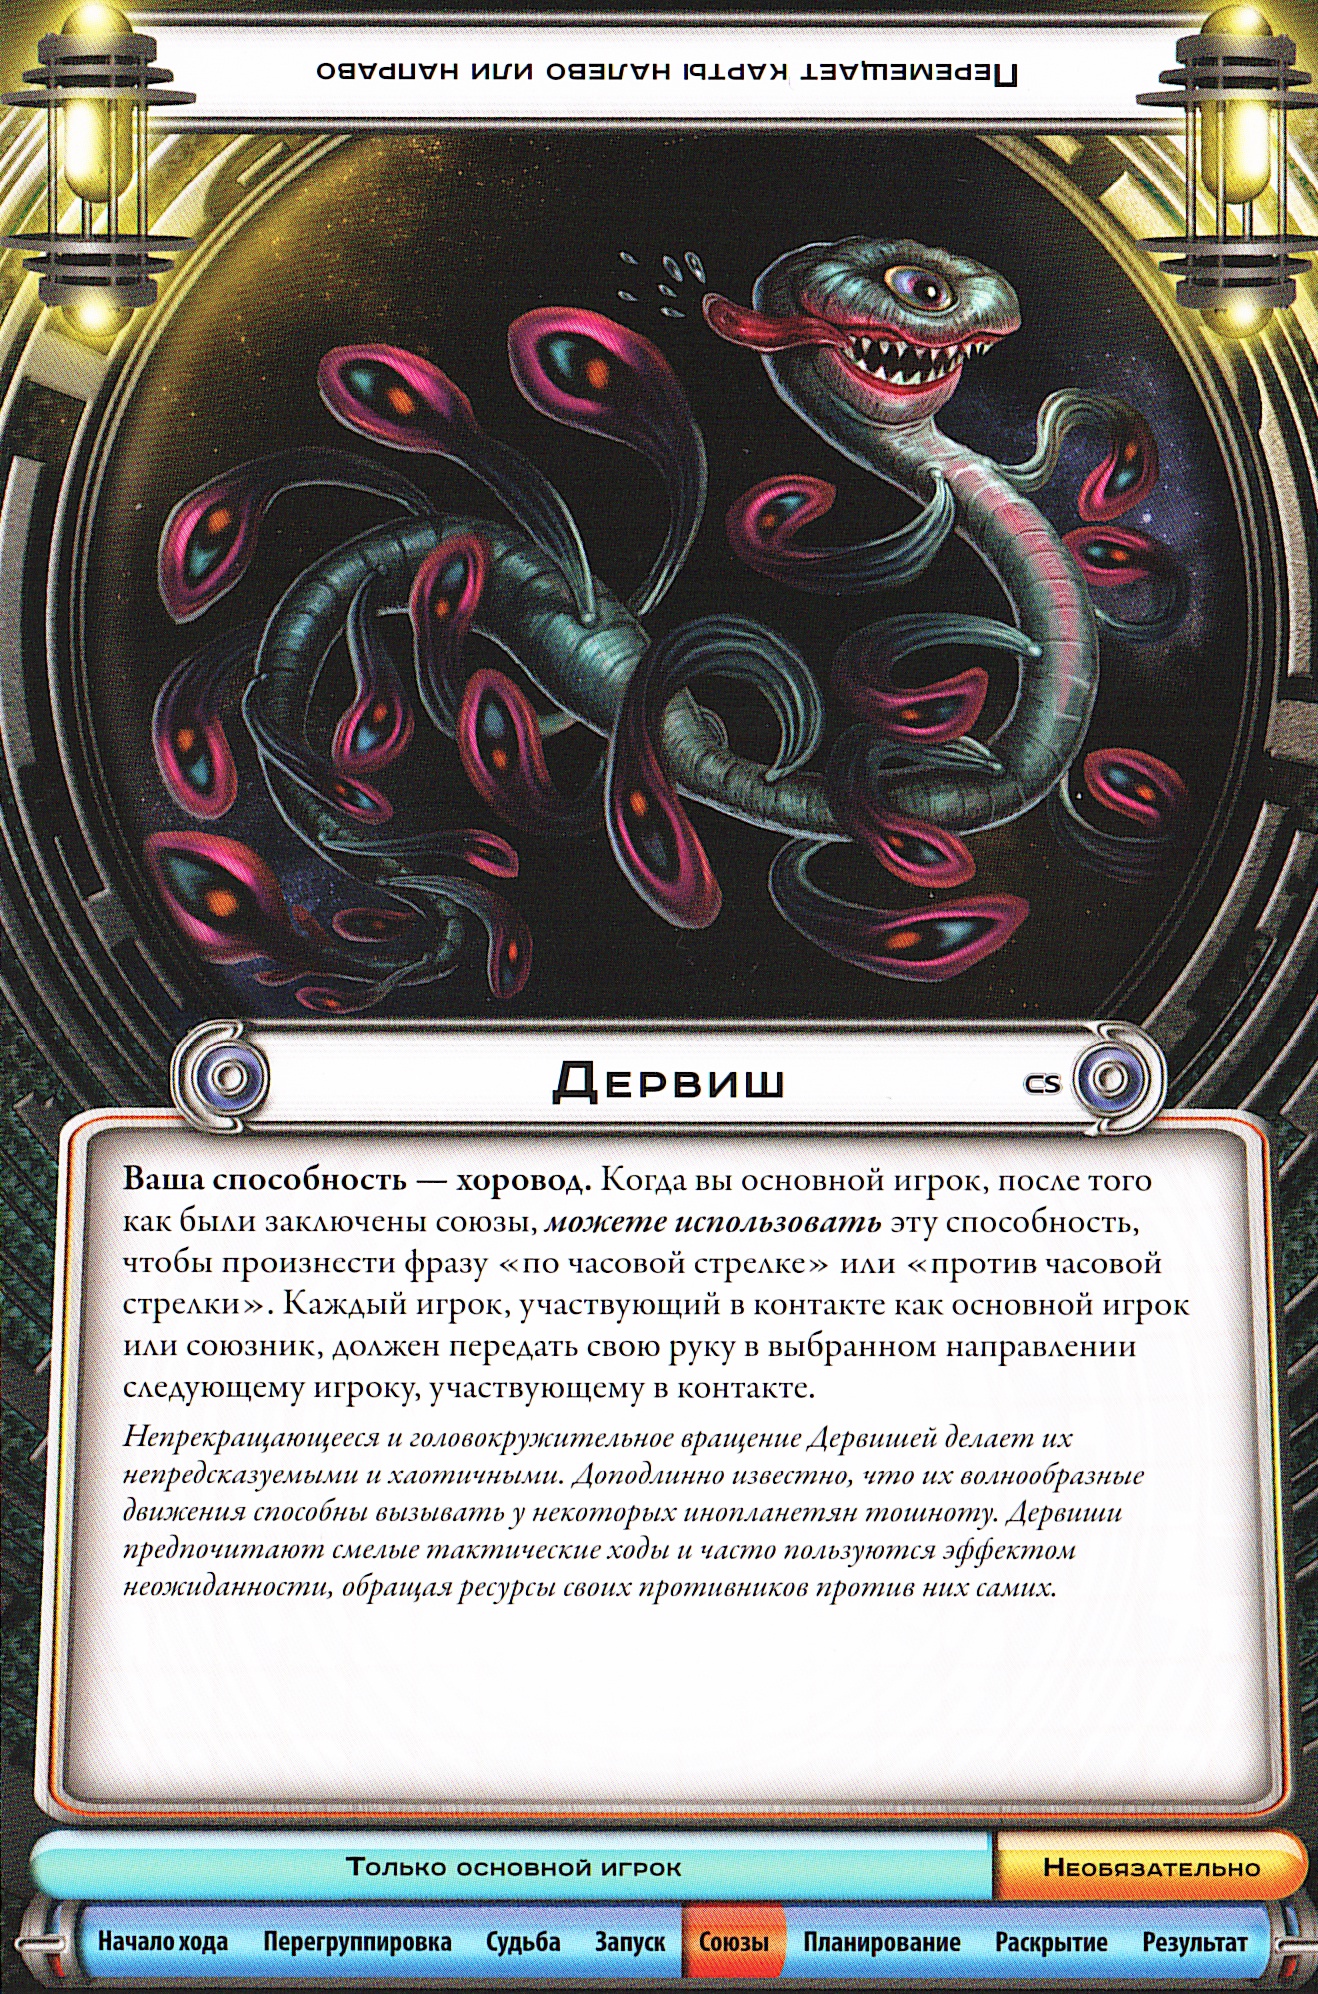 Перемещает карты налево или направо
Дервиш
CS
Ваша способность — хоровод. Когда вы основной игрок, после того
как были заключены союзы, можете использовать эту способность,
чтобы произнести фразу «по часовой стрелке» или «против часовой
стрелки». Каждый игрок, участвующий в контакте как основной игрок
или союзник, должен передать свою руку в выбранном направлении
следующему игроку, участвующему в контакте.
Непрекращающееся и головокружительное вращение Дервишей делает их
непредсказуемыми и хаотичными. Доподлинно известно, что их волнообразные
движения способны вызывать у некоторых инопланетян тошноту. Дервиши
предпочитают смелые тактические ходы и часто пользуются эффектом
неожиданности, обращая ресурсы своих противников против них самих.
Только основной игрок Необязательно
Начало хода Перегруппировка Судьба Запуск Союзы Планирование Раскрытие Результат